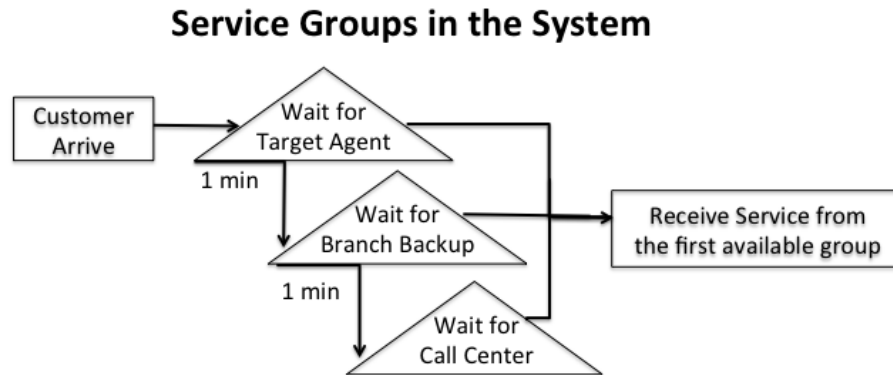 Service Groups in the System
Customer
Arrive
Wait for
Target Agent
1 min
Wait for
Branch Backup
1 min
Wait for
Call Center
Receive Service from
the first available group